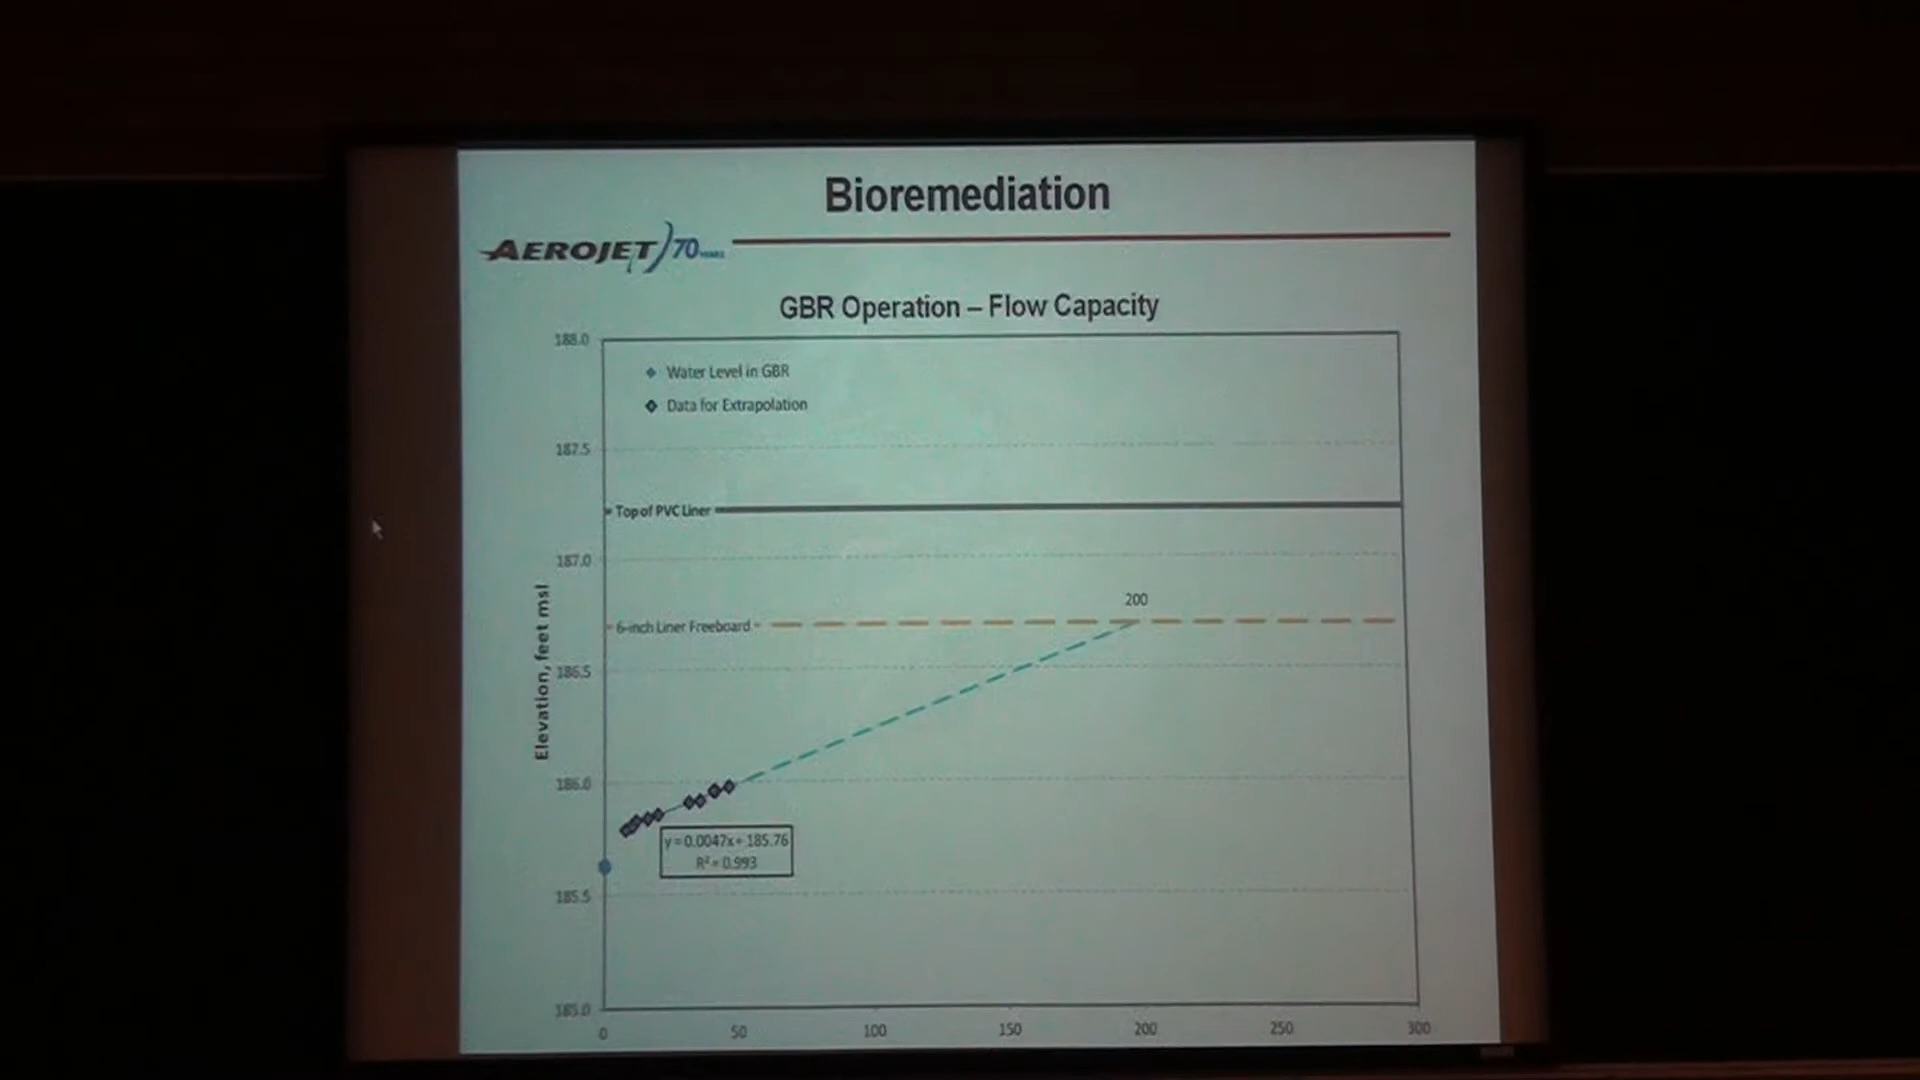 Bioremediation
AEROJET 70 YEARS
GBR Operation – Flow Capacity
188.0
Water Level in GBR
Data for Extrapolation
187.5
Top of PVC Liner
187.0
200
6-inch Liner Freeboard
Elevation, feet msl
186.5
186.0
y = 0.0047x + 185.76
R² = 0.993
185.5
185.0
0 50 100 150 200 250 300